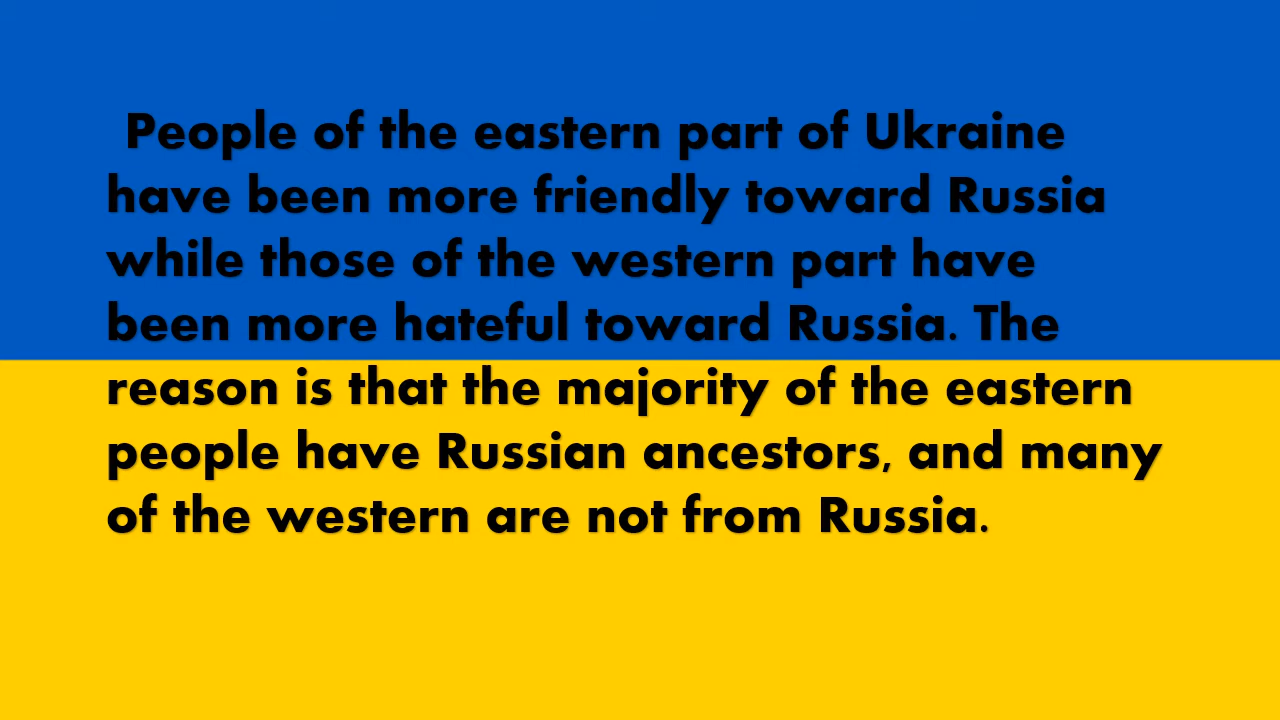 People of the eastern part of Ukraine
have been more friendly toward Russia
while those of the western part have
been more hateful toward Russia. The
reason is that the majority of the eastern
people have Russian ancestors, and many
of the western are not from Russia.